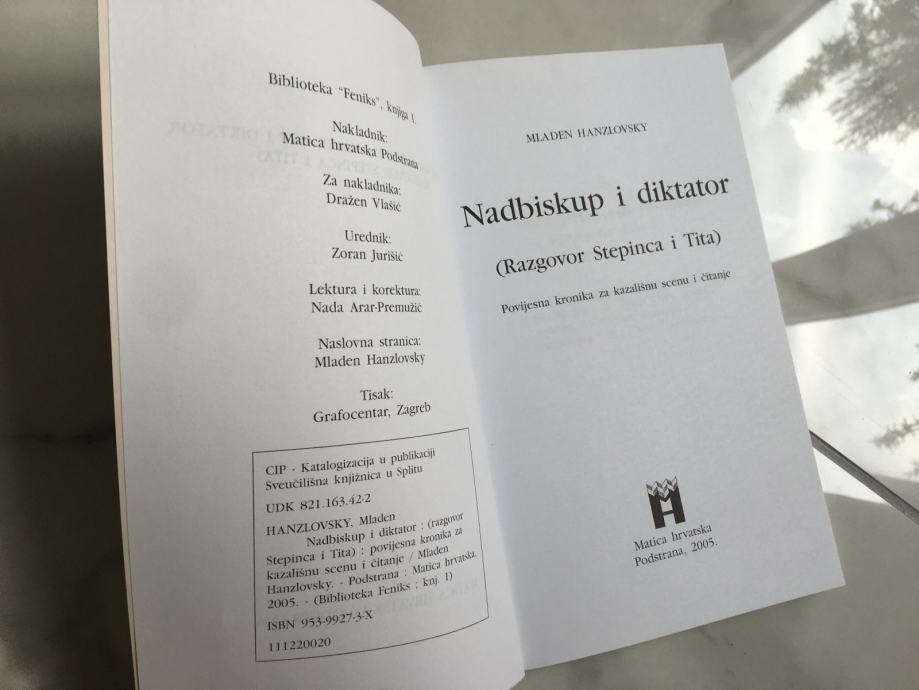 Biblioteka "Feniks", knjiga 1.
Nakladnik:
Matica hrvatska Podstrana
Za nakladnika:
Dražen Vlašić
Urednik:
Zoran Jurišić
Lektura i korektura:
Nada Arar-Premužić
Naslovna stranica:
Mladen Hanzlovsky
Tisak:
Grafocentar, Zagreb
CIP - Katalogizacija u publikaciji
Sveučilišna knjižnica u Splitu
UDK 821.163.42-2
HANZLOVSKY, Mladen
Nadbiskup i diktator : (razgovor
Stepinca i Tita) : povijesna kronika za
kazališnu scenu i čitanje / Mladen
Hanzlovsky. - Podstrana : Matica hrvatska,
2005. - (Biblioteka Feniks ; knj. 1)
ISBN 953-9927-3-X
111220020
MLADEN HANZLOVSKY
Nadbiskup i diktator
(Razgovor Stepinca i Tita)
Povijesna kronika za kazališnu scenu i čitanje
Matica hrvatska
Podstrana, 2005.